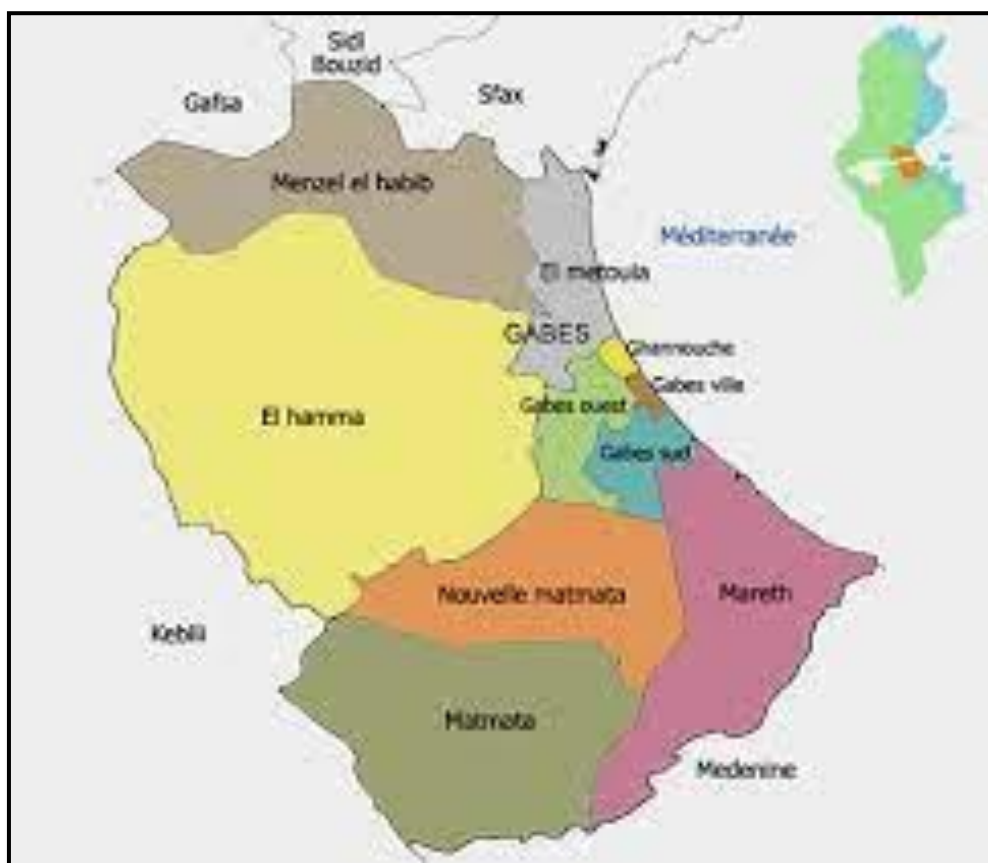 Sidi
Bouzid
Gafsa
Sfax
Menzel el habib
Méditerranée
El metouia
GABES
Ghannouche
Gabes ville
Gabes ouest
El hamma
Gabes sud
Nouvelle matmata
Mareth
Kebili
Matmata
Medenine